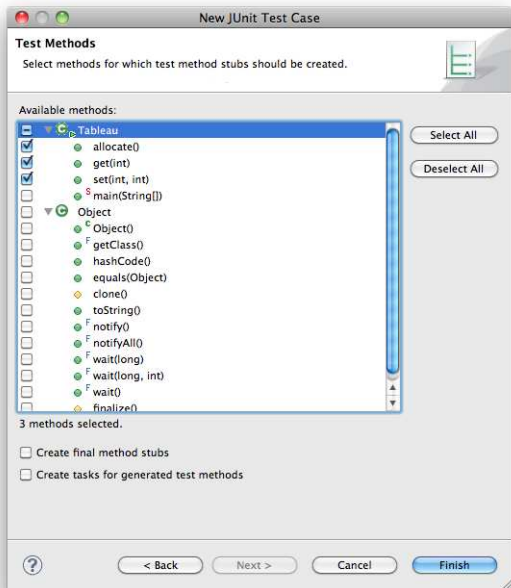 New JUnit Test Case
Test Methods
Select methods for which test method stubs should be created.
Available methods:
Tableau
allocate()
get(int)
set(int, int)
S main(String[])
Object
C Object()
F getClass()
hashCode()
equals(Object)
clone()
toString()
F notify()
F notifyAll()
F wait(long)
F wait(long, int)
F wait()
finalize()
Select All
Deselect All
3 methods selected.
Create final method stubs
Create tasks for generated test methods
? < Back Next > Cancel Finish